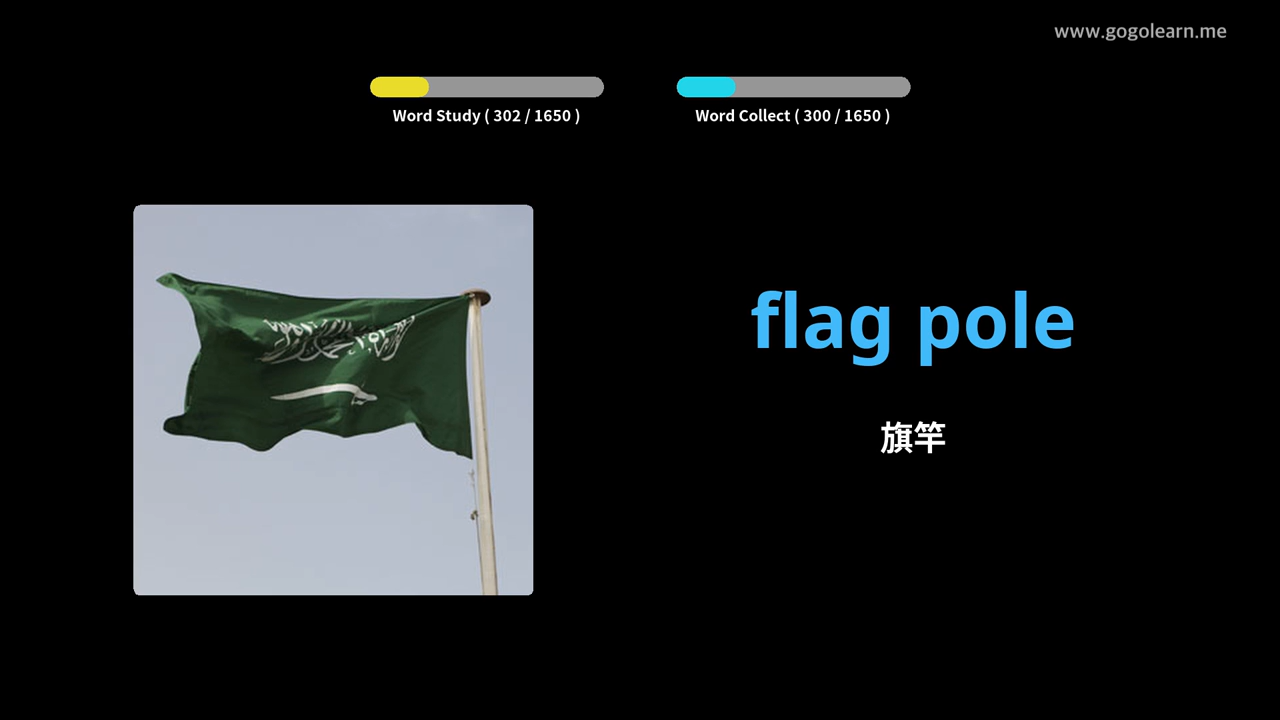 www.gogolearn.me
Word Study ( 302 / 1650 )
Word Collect ( 300 / 1650 )
flag pole
旗竿